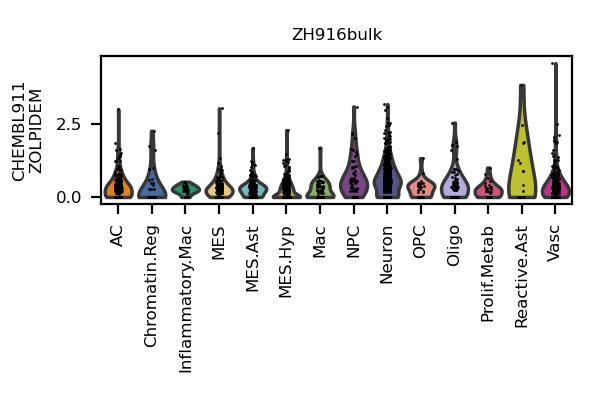 ZH916bulk
CHEMBL911
ZOLPIDEM
2.5
0.0
AC
Chromatin.Reg
Inflammatory.Mac
MES
MES.Ast
MES.Hyp
Mac
NPC
Neuron
OPC
Oligo
Prolif.Metab
Reactive.Ast
Vasc